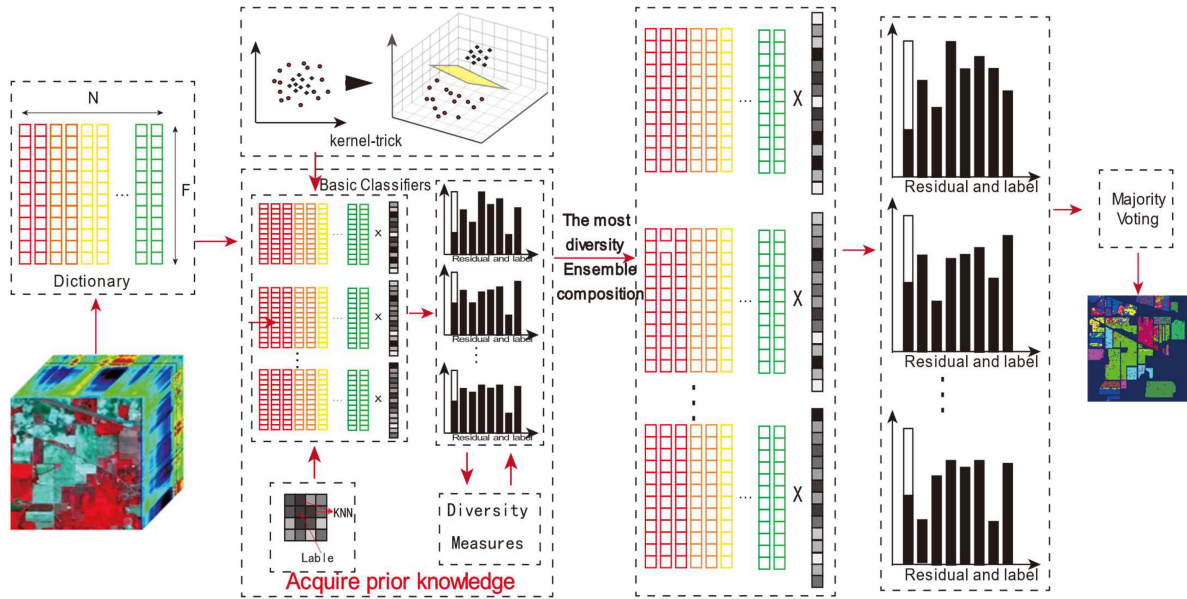 N
F
...
Dictionary
kernel-trick
Basic Classifiers
... X
... X
... X
Residual and label
Residual and label
Residual and label
KNN
Lable
Diversity
Measures
Acquire prior knowledge
The most
diversity
Ensemble
composition
... X
... X
... X
Residual and label
Residual and label
Residual and label
Majority
Voting